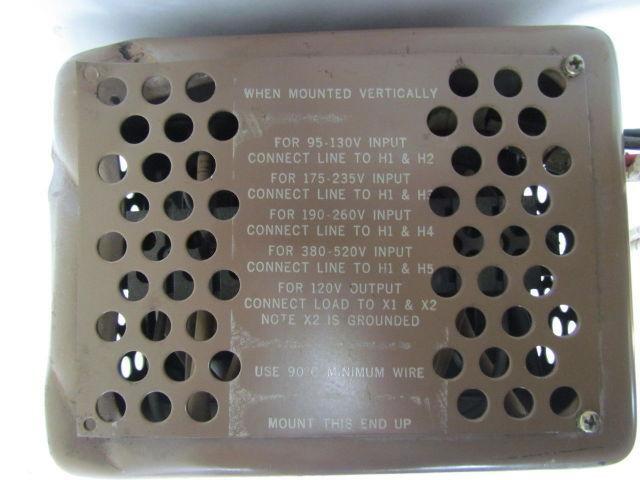 WHEN MOUNTED VERTICALLY
FOR 95-130V INPUT
CONNECT LINE TO H1 & H2
FOR 175-235V INPUT
CONNECT LINE TO H1 & H3
FOR 190-260V INPUT
CONNECT LINE TO H1 & H4
FOR 380-520V INPUT
CONNECT LINE TO H1 & H5
FOR 120V OUTPUT
CONNECT LOAD TO X1 & X2
NOTE X2 IS GROUNDED
USE 90°C MINIMUM WIRE
MOUNT THIS END UP